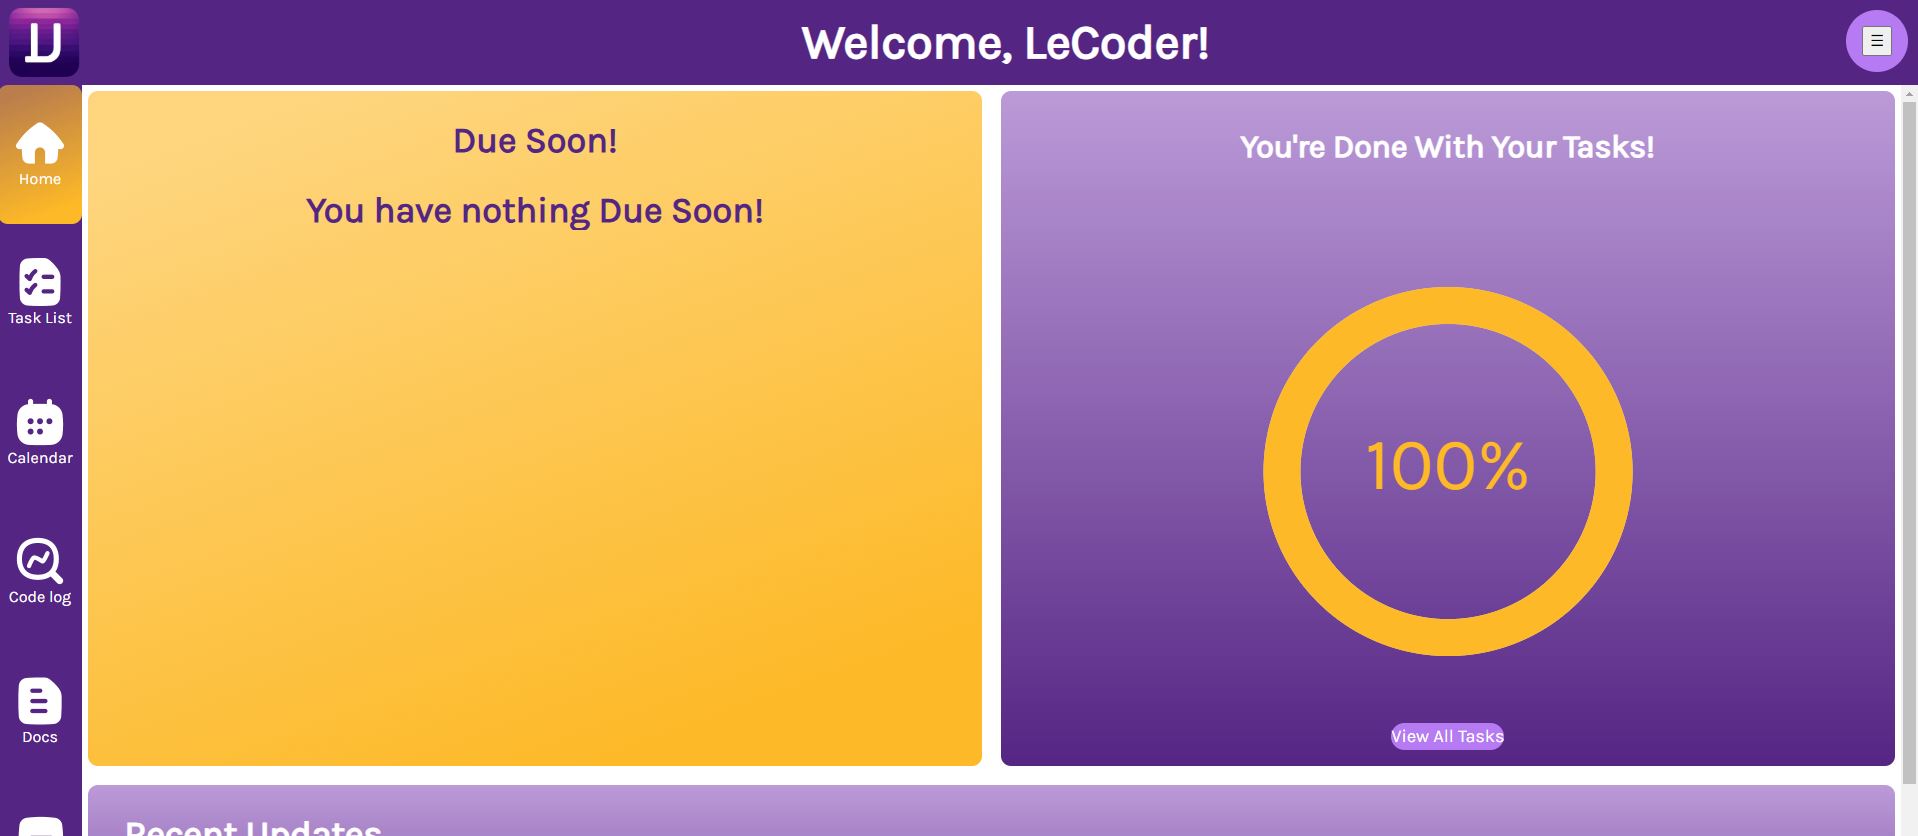 Welcome, LeCoder!
☰
Home
Task List
Calendar
Code log
Docs
Due Soon!
You have nothing Due Soon!
You're Done With Your Tasks!
100%
View All Tasks
Recent Updates